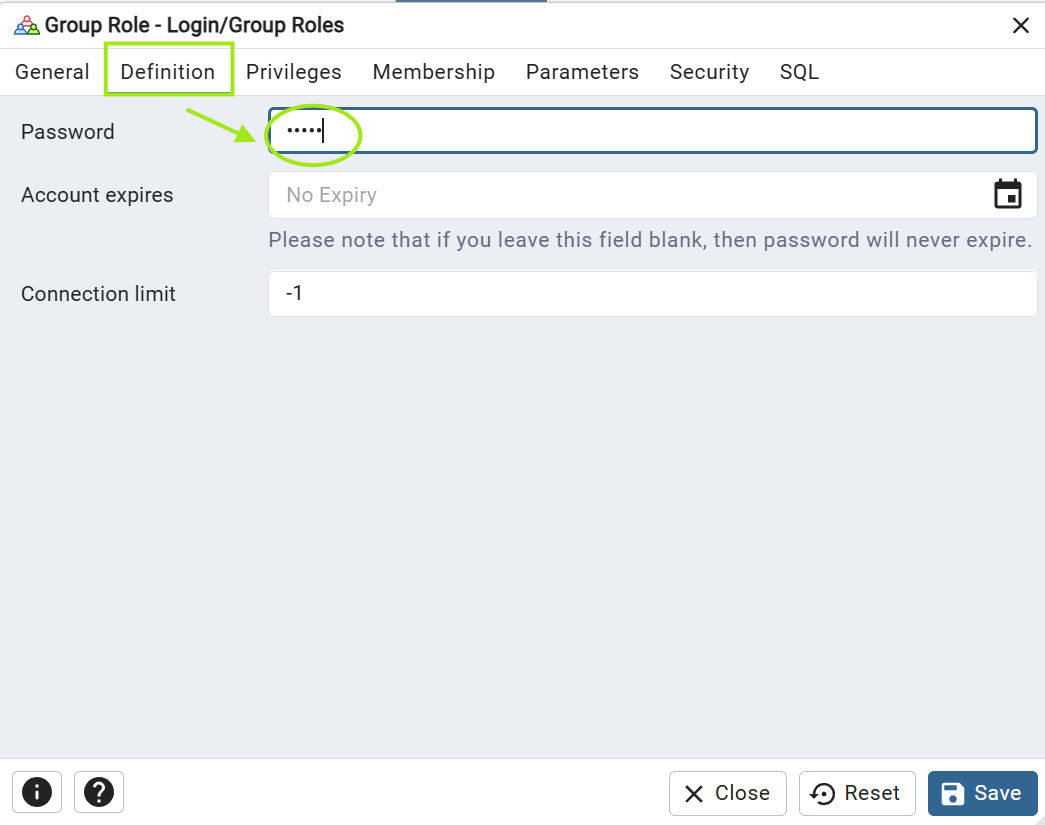 Group Role - Login/Group Roles
General Definition Privileges Membership Parameters Security SQL
Password •••••
Account expires No Expiry
Please note that if you leave this field blank, then password will never expire.
Connection limit -1
Close Reset Save